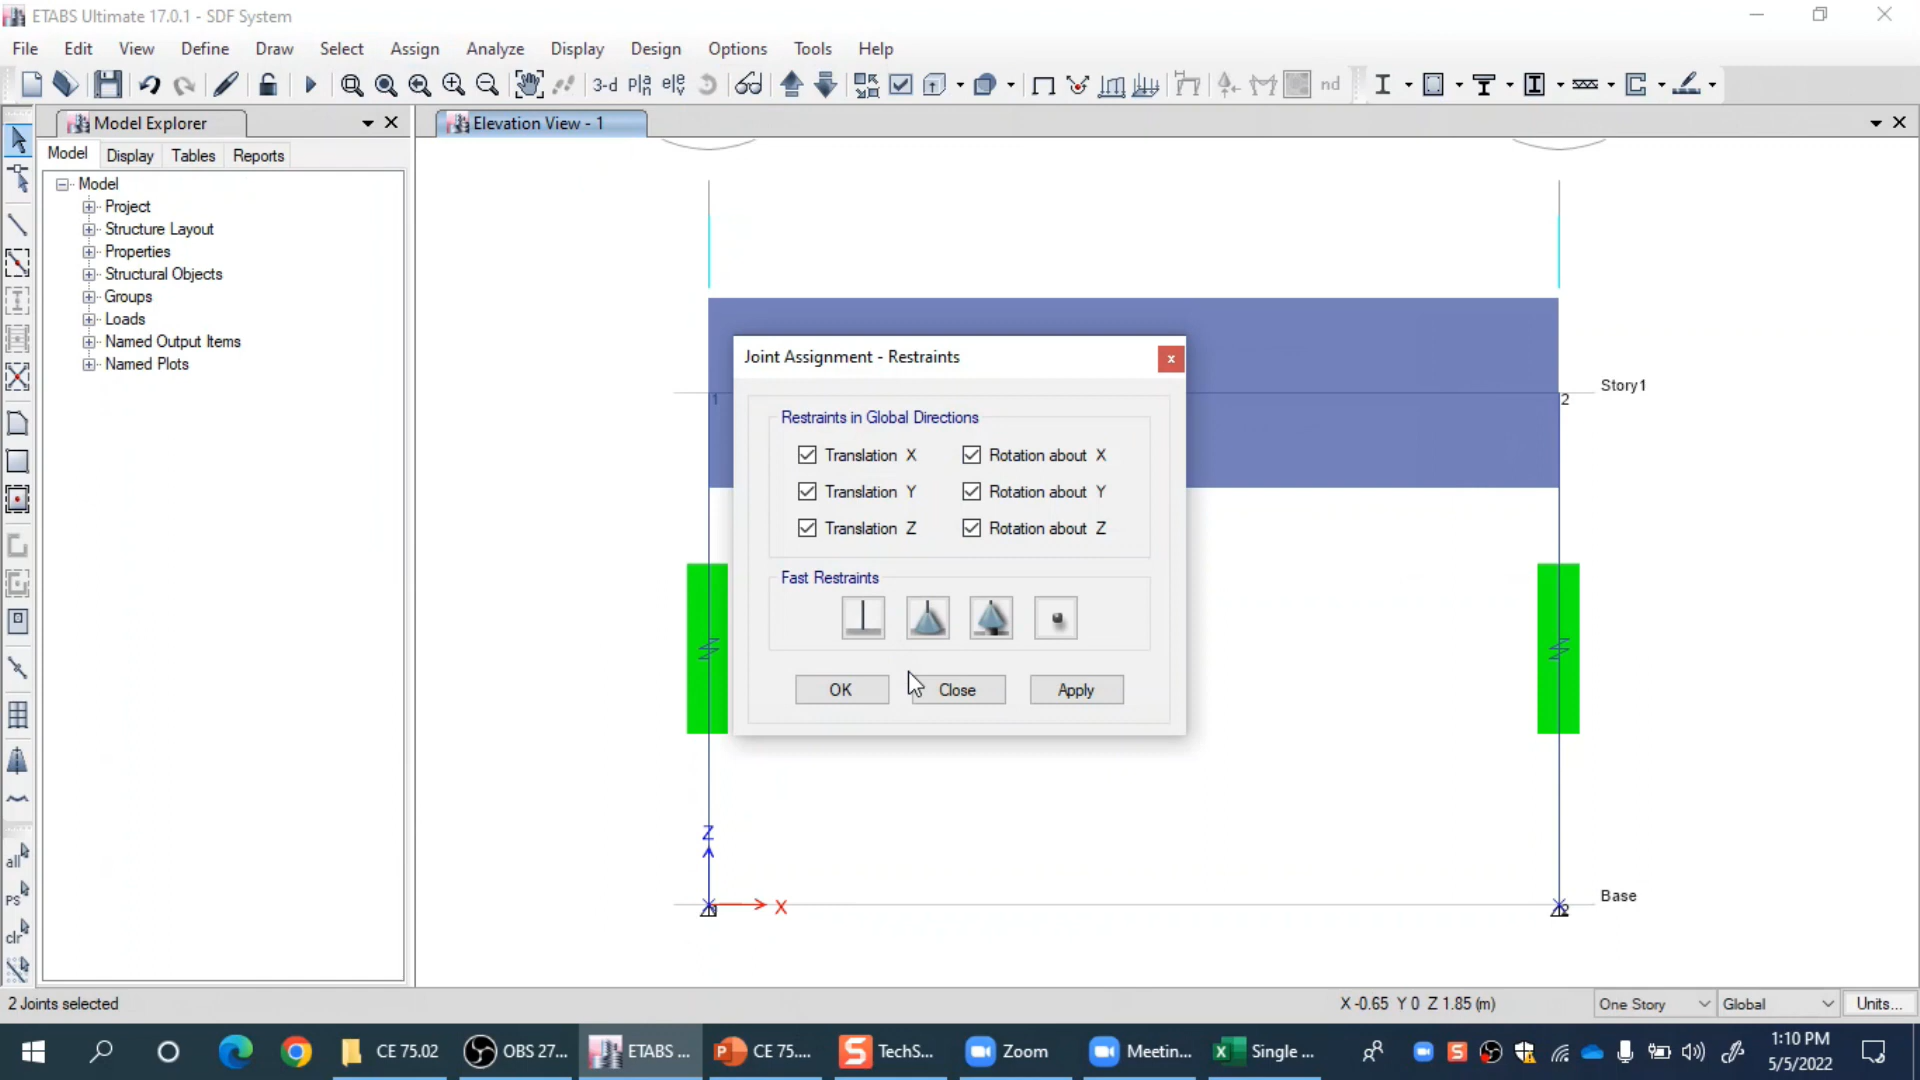 ETABS Ultimate 17.0.1 - SDF System
File Edit View Define Draw Select Assign Analyze Display Design Options Tools Help
3-d nd
Model Explorer
Elevation View - 1
Model Display Tables Reports
Model
Project
Structure Layout
Properties
Structural Objects
Groups
Loads
Named Output Items
Named Plots
Joint Assignment - Restraints
Restraints in Global Directions
Translation X Rotation about X
Translation Y Rotation about Y
Translation Z Rotation about Z
Fast Restraints
OK Close Apply
1
2
Story1
Z
X
2
Base
all
PS
clr
2 Joints selected
X -0.65 Y 0 Z 1.85 (m)
One Story
Global
Units...
CE 75.02
OBS 27...
ETABS ...
CE 75....
TechS...
Zoom
Meetin...
Single ...
1:10 PM
5/5/2022